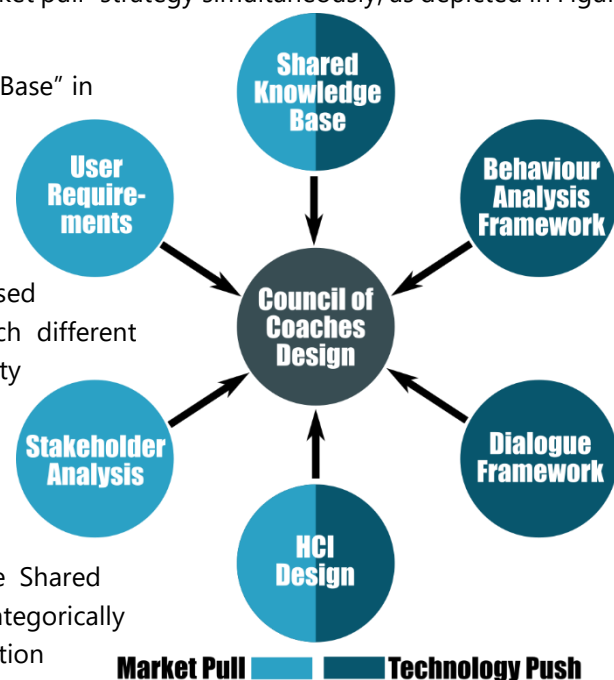 ket pull" strategy simultaneously, as depicted in Figu
Base" in
sed
ch different
ty
e Shared
ategorically
tion
Shared
Knowledge
Base
User
Require-
ments
Behaviour
Analysis
Framework
Council of
Coaches
Design
Stakeholder
Analysis
Dialogue
Framework
HCI
Design
Market Pull
Technology Push